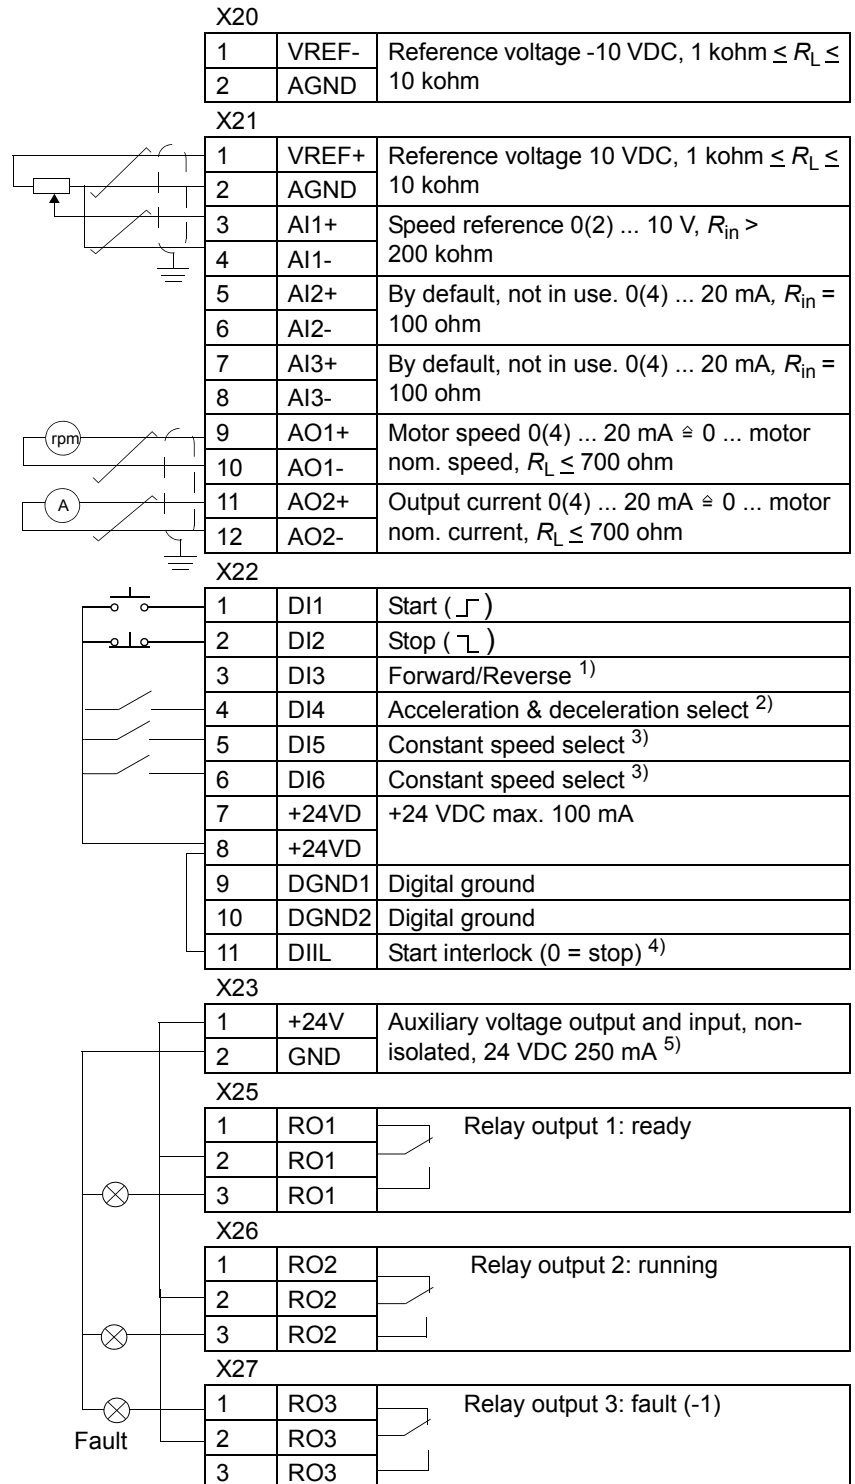 X20
1 VREF- Reference voltage -10 VDC, 1 kohm ≤ RL ≤
2 AGND 10 kohm
X21
1 VREF+ Reference voltage 10 VDC, 1 kohm ≤ RL ≤
2 AGND 10 kohm
3 AI1+ Speed reference 0(2) ... 10 V, Rin >
4 AI1- 200 kohm
5 AI2+ By default, not in use. 0(4) ... 20 mA, Rin =
6 AI2- 100 ohm
7 AI3+ By default, not in use. 0(4) ... 20 mA, Rin =
8 AI3- 100 ohm
rpm 9 AO1+ Motor speed 0(4) ... 20 mA ≙ 0 ... motor
10 AO1- nom. speed, RL ≤ 700 ohm
A 11 AO2+ Output current 0(4) ... 20 mA ≙ 0 ... motor
12 AO2- nom. current, RL ≤ 700 ohm
X22
1 DI1 Start ( )
2 DI2 Stop ( )
3 DI3 Forward/Reverse 1)
4 DI4 Acceleration & deceleration select 2)
5 DI5 Constant speed select 3)
6 DI6 Constant speed select 3)
7 +24VD +24 VDC max. 100 mA
8 +24VD
9 DGND1 Digital ground
10 DGND2 Digital ground
11 DIIL Start interlock (0 = stop) 4)
X23
1 +24V Auxiliary voltage output and input, non-
2 GND isolated, 24 VDC 250 mA 5)
X25
1 RO1 Relay output 1: ready
2 RO1
3 RO1
X26
1 RO2 Relay output 2: running
2 RO2
3 RO2
X27
1 RO3 Relay output 3: fault (-1)
Fault 2 RO3
3 RO3